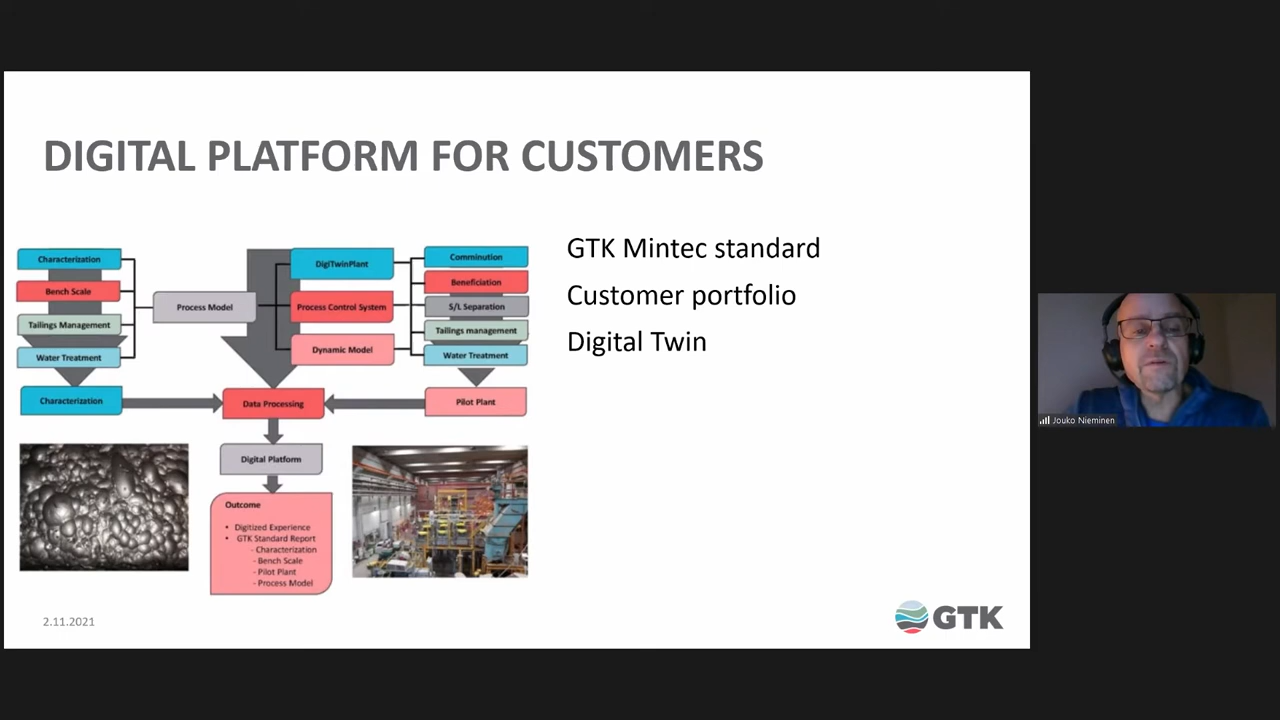 DIGITAL PLATFORM FOR CUSTOMERS
Characterization
Bench Scale
Tailings Management
Water Treatment
Characterization
Process Model
DigiTwinPlant
Process Control System
Dynamic Model
Comminution
Beneficiation
S/L Separation
Tailings management
Water Treatment
Pilot Plant
Data Processing
Digital Platform
Outcome
• Digitized Experience
• GTK Standard Report
- Characterization
- Bench Scale
- Pilot Plant
- Process Model
GTK Mintec standard
Customer portfolio
Digital Twin
2.11.2021
GTK
Jouko Nieminen